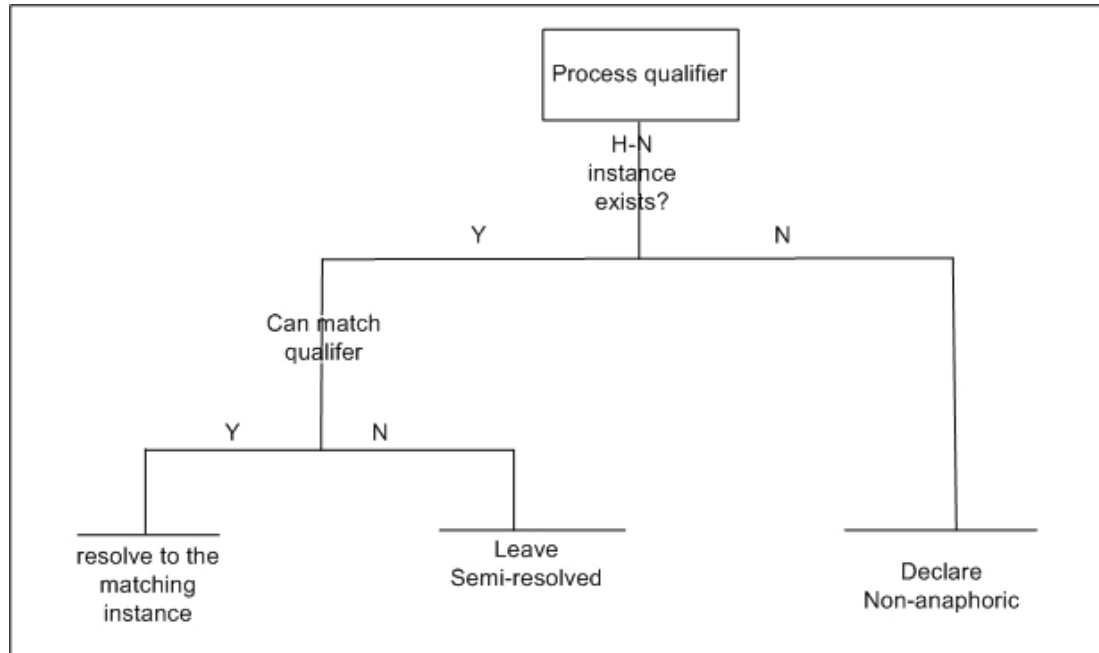 Process qualifier
H-N
instance
exists?
Y
N
Can match
qualifer
Y
N
resolve to the
matching
instance
Leave
Semi-resolved
Declare
Non-anaphoric